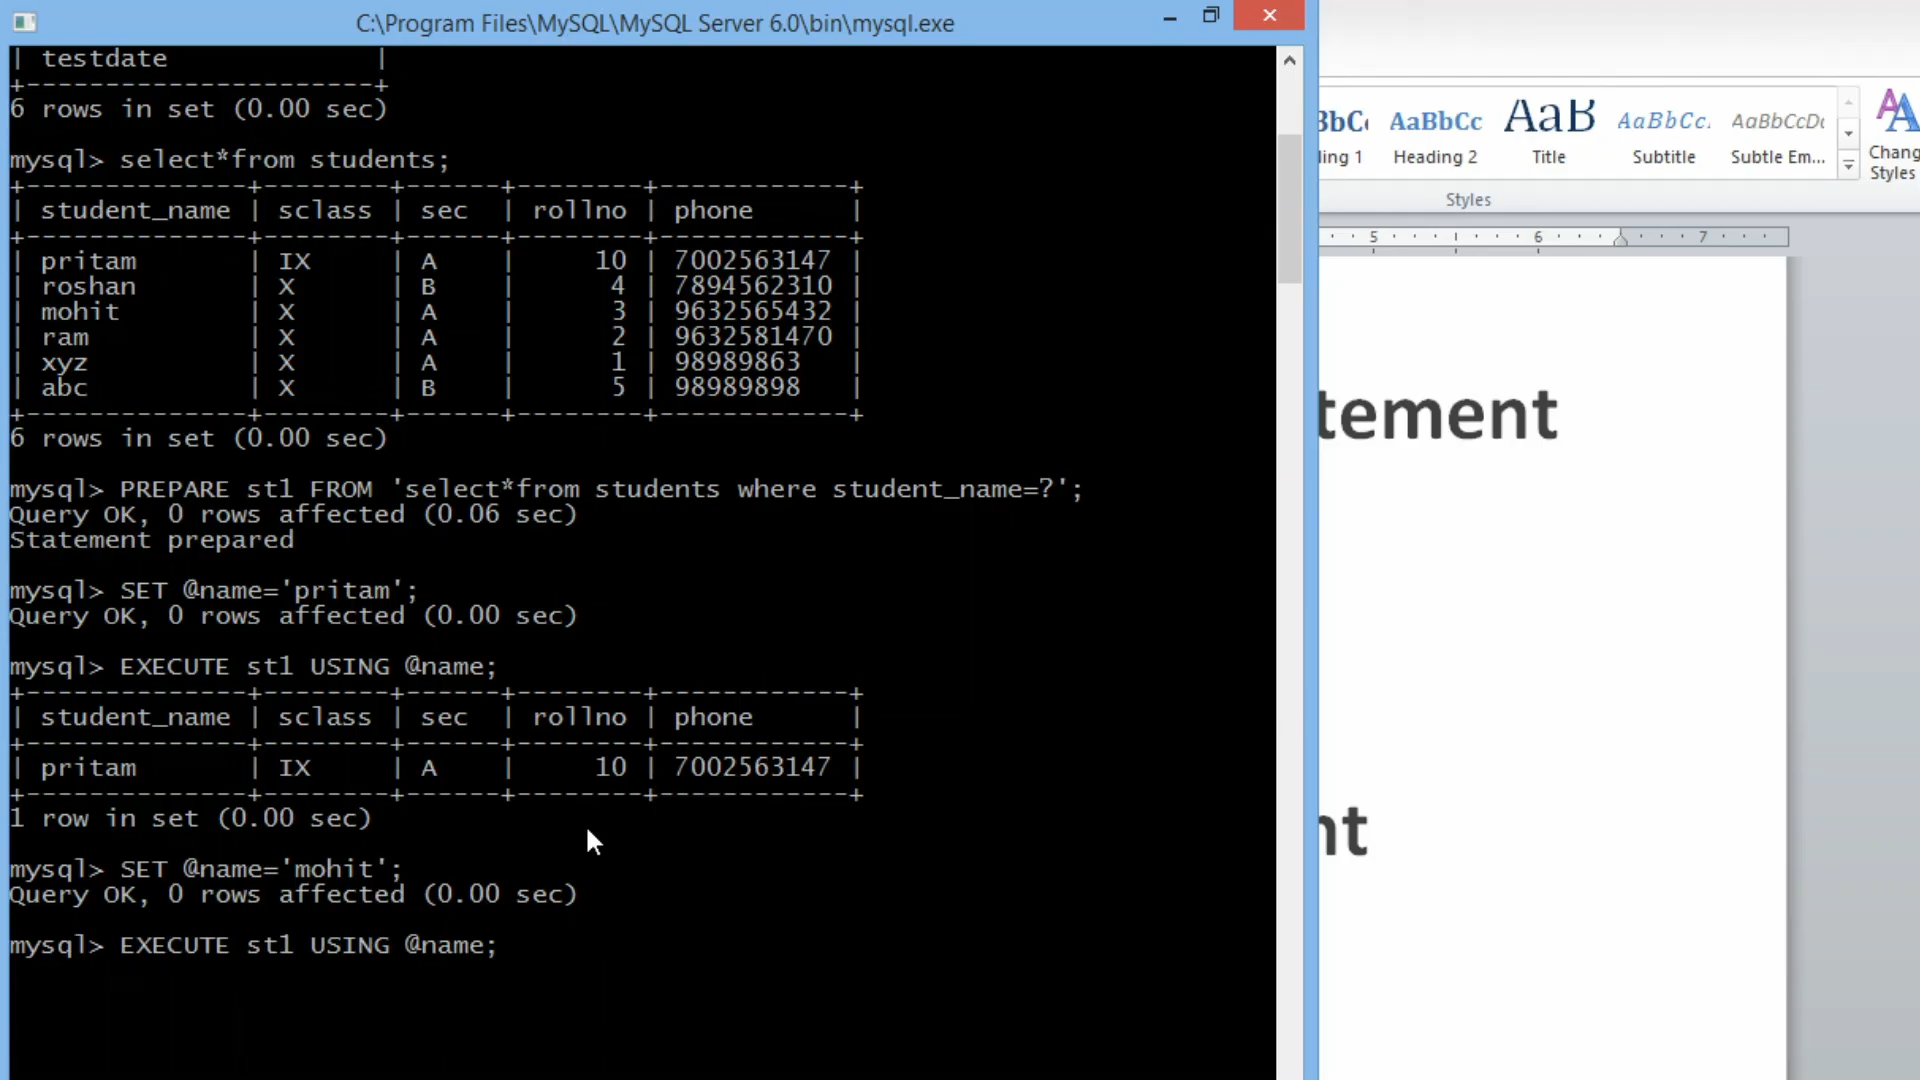 C:\Program Files\MySQL\MySQL Server 6.0\bin\mysql.exe
| testdate             |
+----------------------+
6 rows in set (0.00 sec)
mysql> select*from students;
+--------------+--------+------+--------+------------+
| student_name | sclass | sec  | rollno | phone      |
+--------------+--------+------+--------+------------+
| pritam       | IX     | A    |     10 | 7002563147 |
| roshan       | X      | B    |      4 | 7894562310 |
| mohit        | X      | A    |      3 | 9632565432 |
| ram          | X      | A    |      2 | 9632581470 |
| xyz          | X      | A    |      1 | 98989863   |
| abc          | X      | B    |      5 | 98989898   |
+--------------+--------+------+--------+------------+
6 rows in set (0.00 sec)
mysql> PREPARE st1 FROM 'select*from students where student_name=?';
Query OK, 0 rows affected (0.06 sec)
Statement prepared
mysql> SET @name='pritam';
Query OK, 0 rows affected (0.00 sec)
mysql> EXECUTE st1 USING @name;
+--------------+--------+------+--------+------------+
| student_name | sclass | sec  | rollno | phone      |
+--------------+--------+------+--------+------------+
| pritam       | IX     | A    |     10 | 7002563147 |
+--------------+--------+------+--------+------------+
1 row in set (0.00 sec)
mysql> SET @name='mohit';
Query OK, 0 rows affected (0.00 sec)
mysql> EXECUTE st1 USING @name;
AaBbCc AaB AaBbCc. AaBbCcDc
ling 1 Heading 2 Title Subtitle Subtle Em...
Chang
Styles
Styles
5 6 7
tement
nt